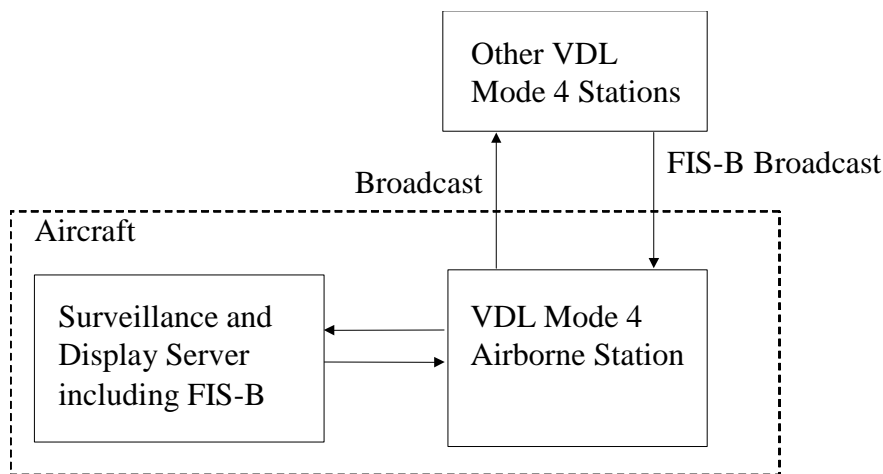 Other VDL
Mode 4 Stations
Broadcast
FIS-B Broadcast
Aircraft
Surveillance and
Display Server
including FIS-B
VDL Mode 4
Airborne Station